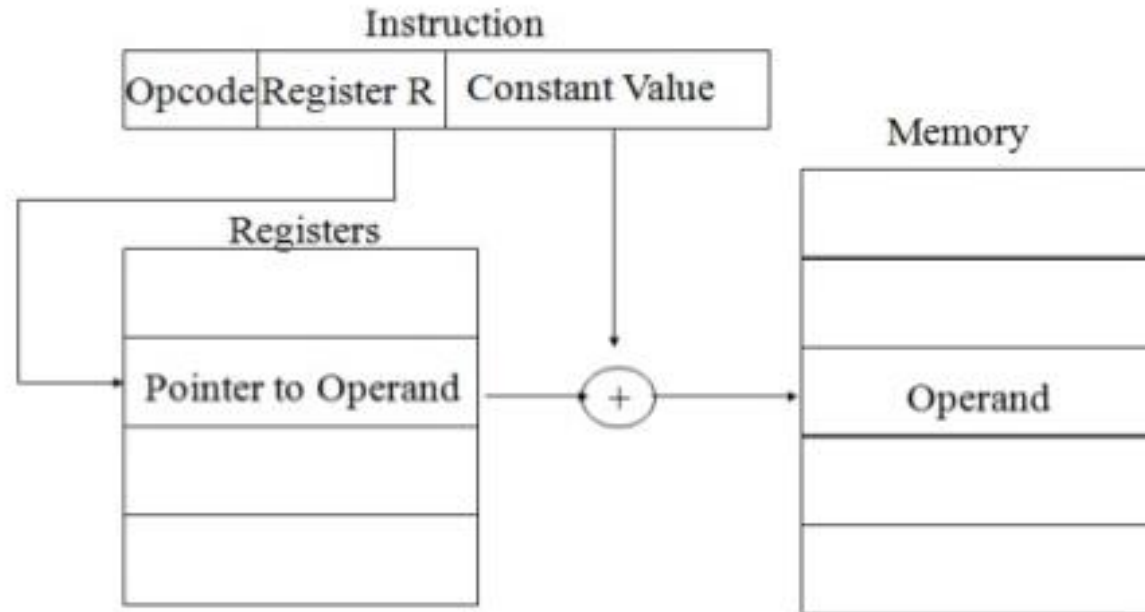 Instruction
Opcode Register R Constant Value
Memory
Registers
Pointer to Operand + Operand